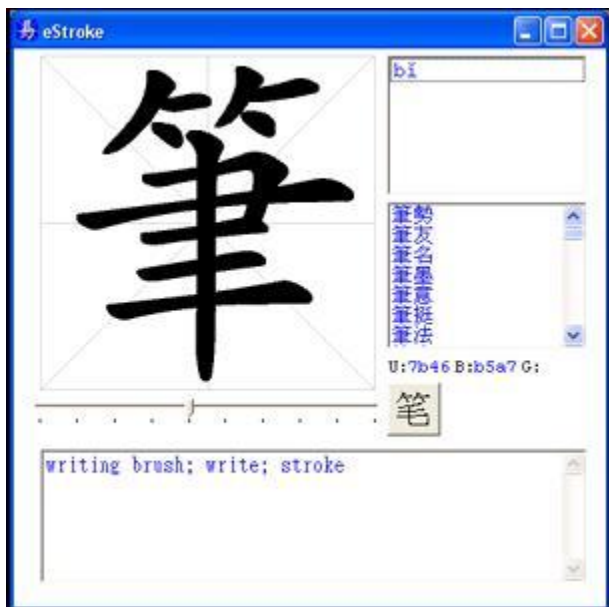 eStroke
筆
bǐ
筆勢
筆友
筆名
筆墨
筆意
筆挺
筆法
U:7b46 B:b5a7 G:
笔
writing brush; write; stroke